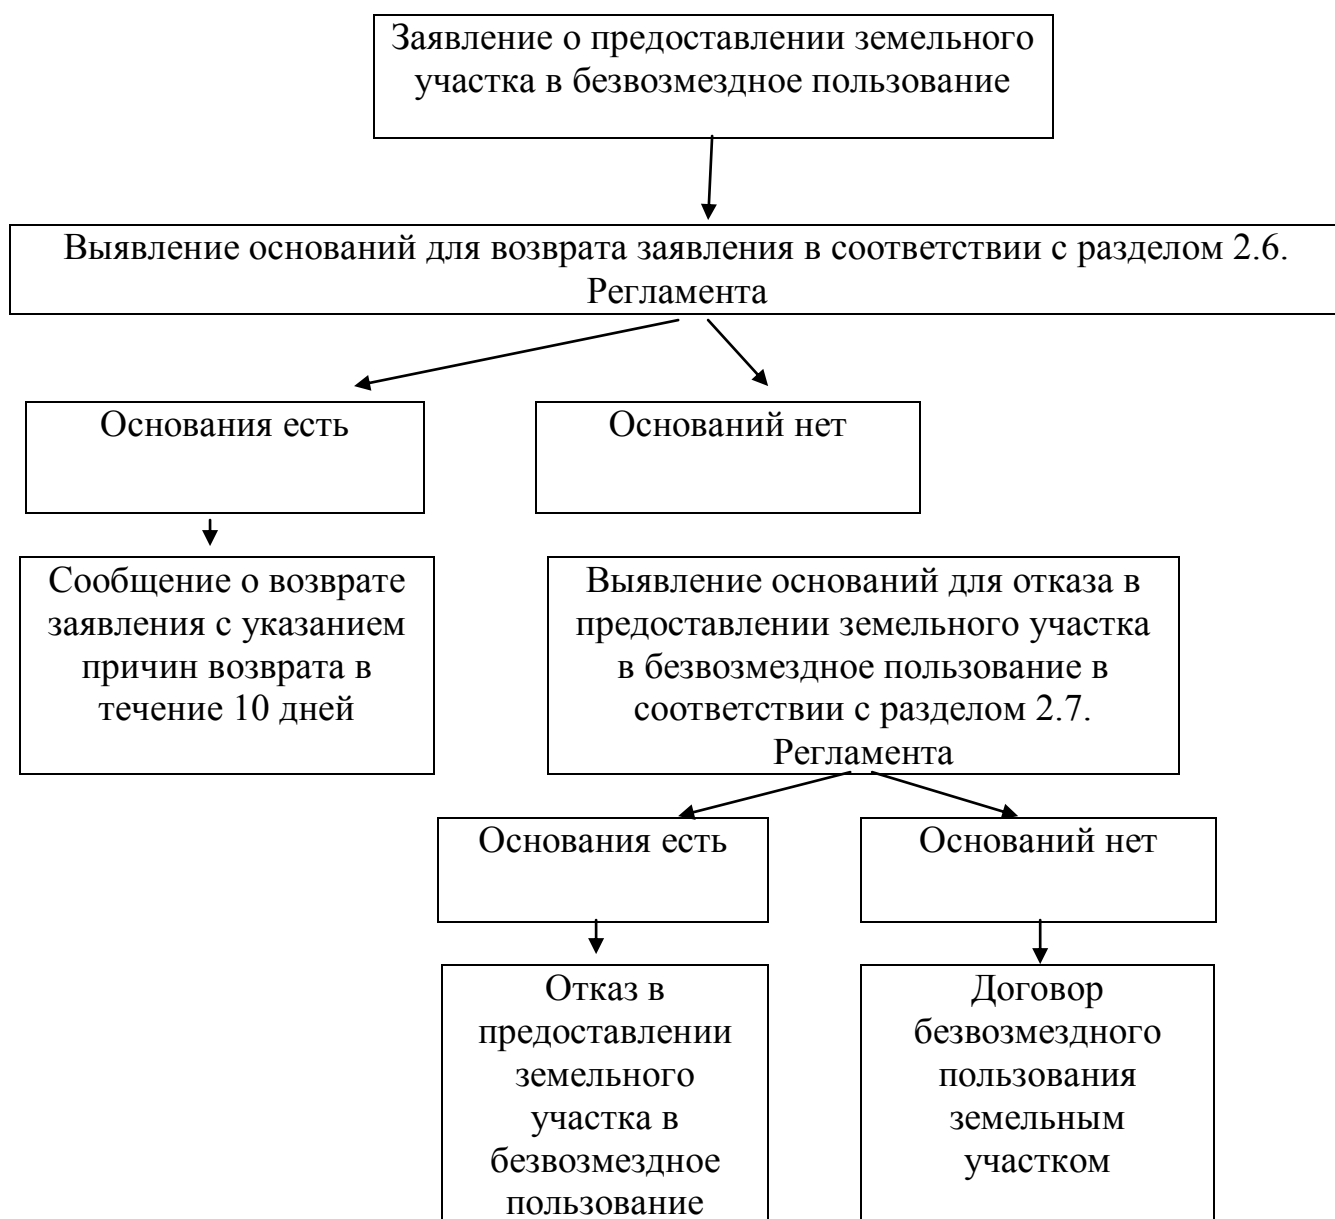 Заявление о предоставлении земельного
участка в безвозмездное пользование
Выявление оснований для возврата заявления в соответствии с разделом 2.6.
Регламента
Основания есть
Оснований нет
Сообщение о возврате
заявления с указанием
причин возврата в
течение 10 дней
Выявление оснований для отказа в
предоставлении земельного участка
в безвозмездное пользование в
соответствии с разделом 2.7.
Регламента
Основания есть
Оснований нет
Отказ в
предоставлении
земельного
участка в
безвозмездное
пользование
Договор
безвозмездного
пользования
земельным
участком